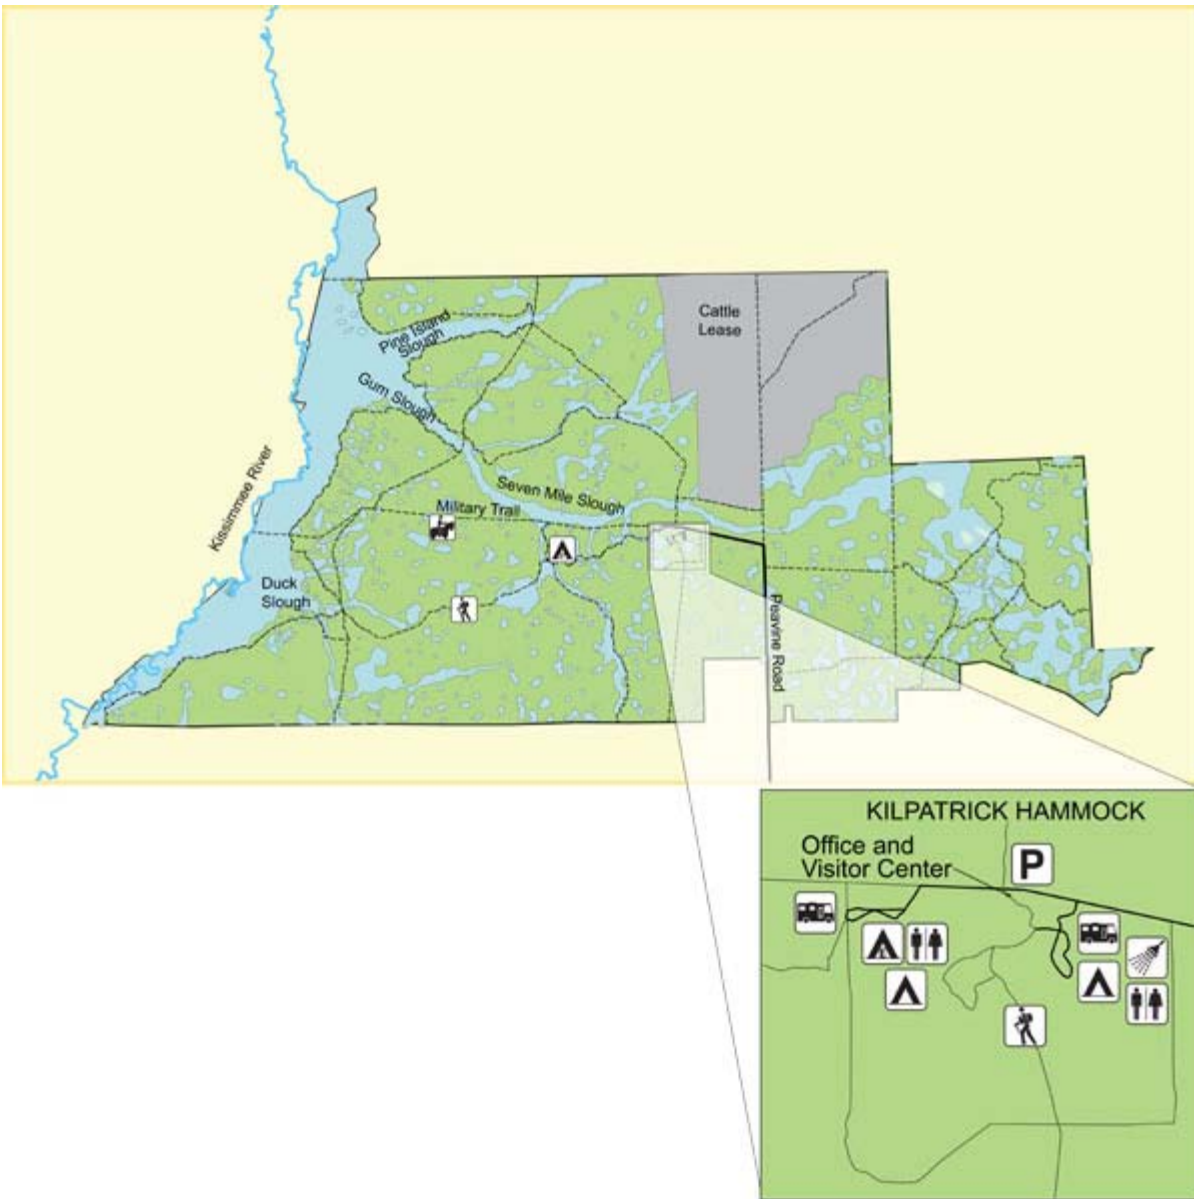 Cattle
Lease
Pine Island
Slough
Gum Slough
Kissimmee River
Seven Mile Slough
Military Trail
Duck
Slough
Peavine Road
KILPATRICK HAMMOCK
Office and
Visitor Center
P